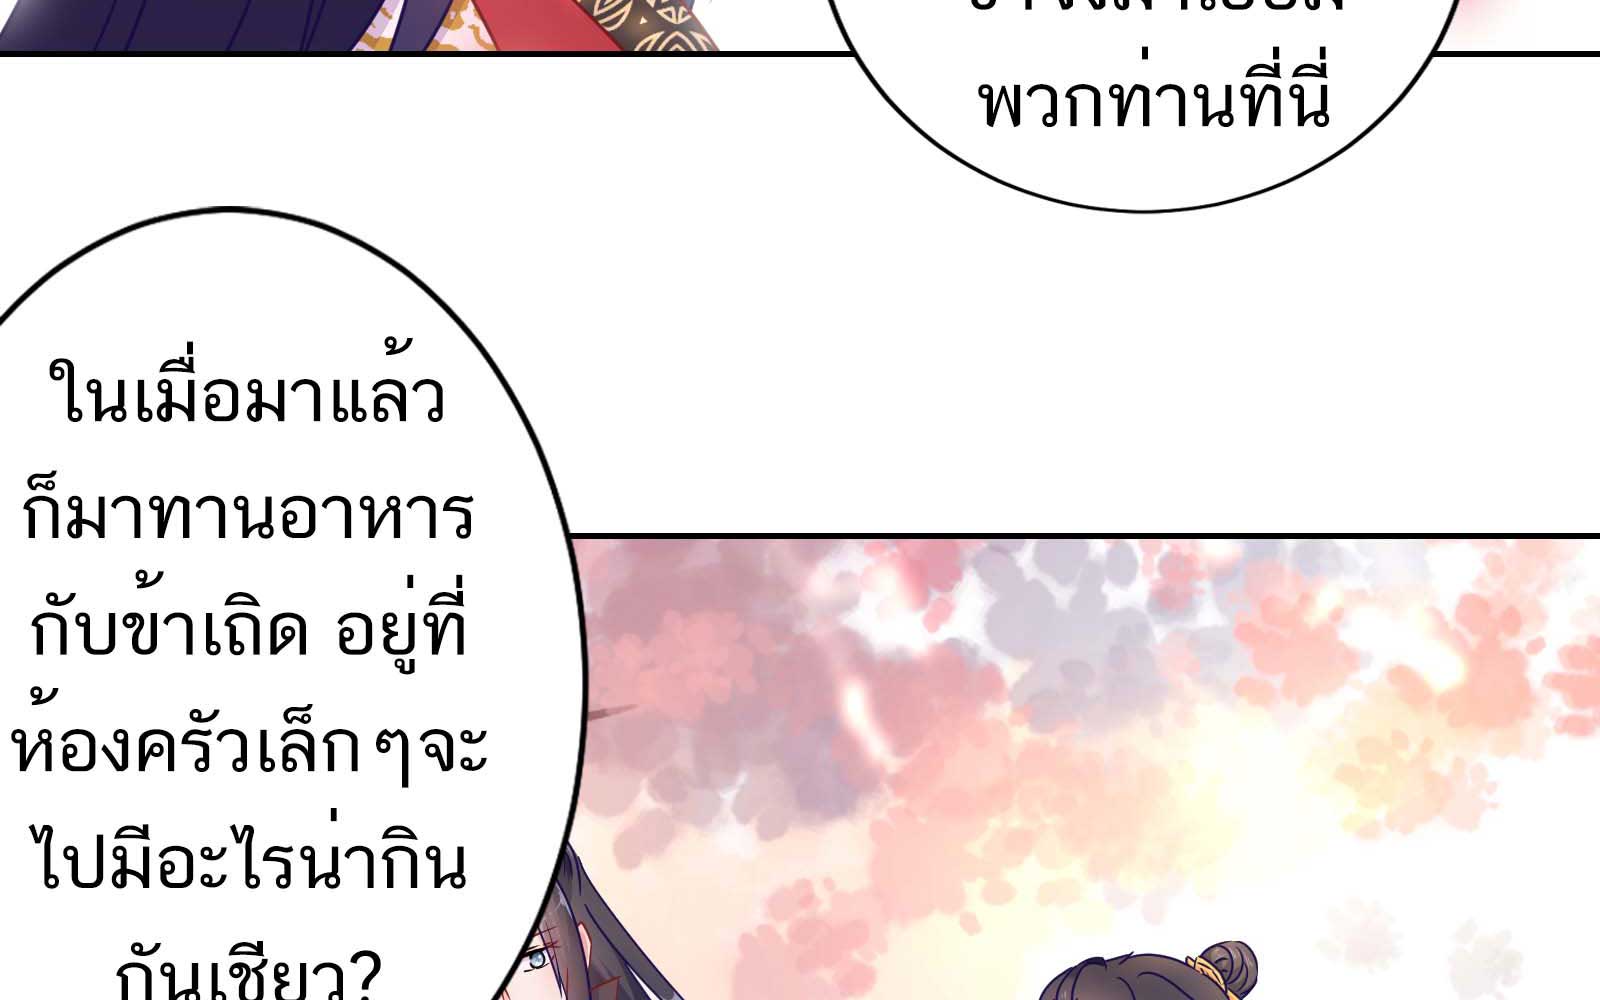 พวกท่านที่นี่
ในเมื่อมาแล้ว
ก็มาทานอาหาร
กับข้าเถิด อยู่ที่
ห้องครัวเล็กๆจะ
ไปมีอะไรน่ากิน
กันเชียว?